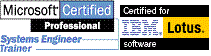 Microsoft Certified
Professional
Systems Engineer
Trainer
Certified for
IBM Lotus.
software